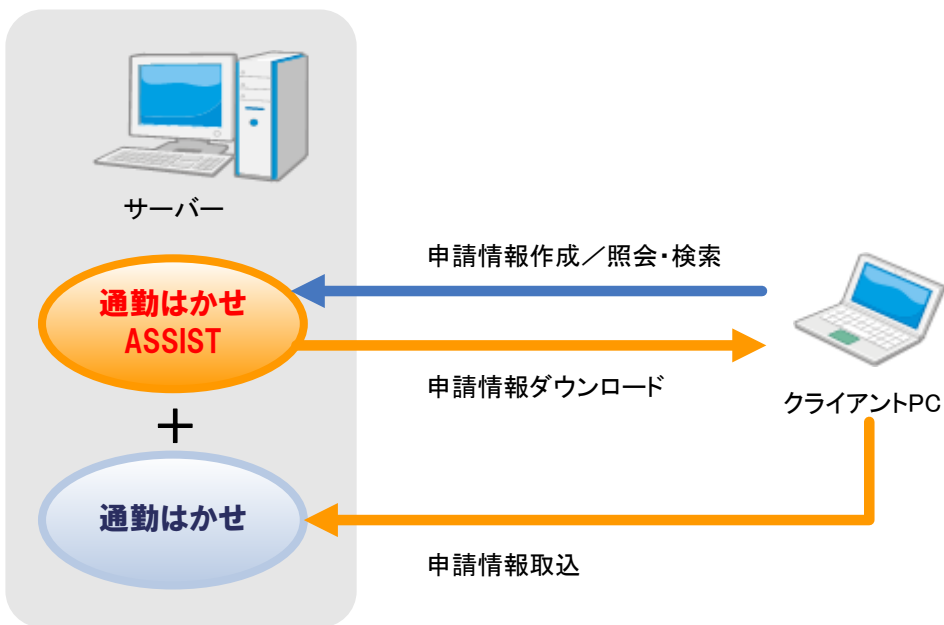 サーバー
申請情報作成／照会・検索
通勤はかせ
ASSIST
申請情報ダウンロード
クライアントPC
＋
通勤はかせ
申請情報取込